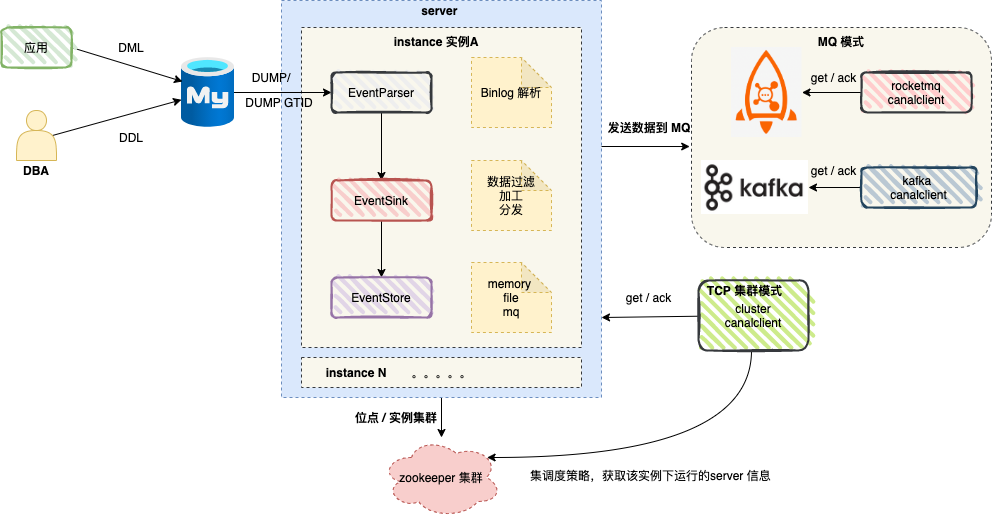 server
应用
DML
instance 实例A
MQ 模式
My
DUMP/
DUMP GTID
EventParser
Binlog 解析
get / ack
rocketmq
canalclient
DDL
DBA
发送数据到 MQ
EventSink
数据过滤
加工
分发
kafka
get / ack
kafka
canalclient
EventStore
memory
file
mq
get / ack
TCP 集群模式
cluster
canalclient
instance N
。。。。。
位点 / 实例集群
zookeeper 集群
集调度策略，获取该实例下运行的server 信息